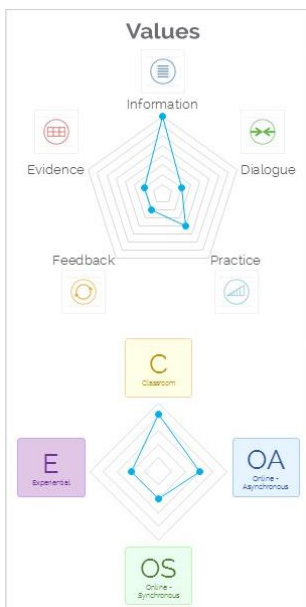 Values
Information
Evidence
Dialogue
Feedback
Practice
C
Classroom
E
Experiential
OA
Online -
Asynchronous
OS
Online -
Synchronous